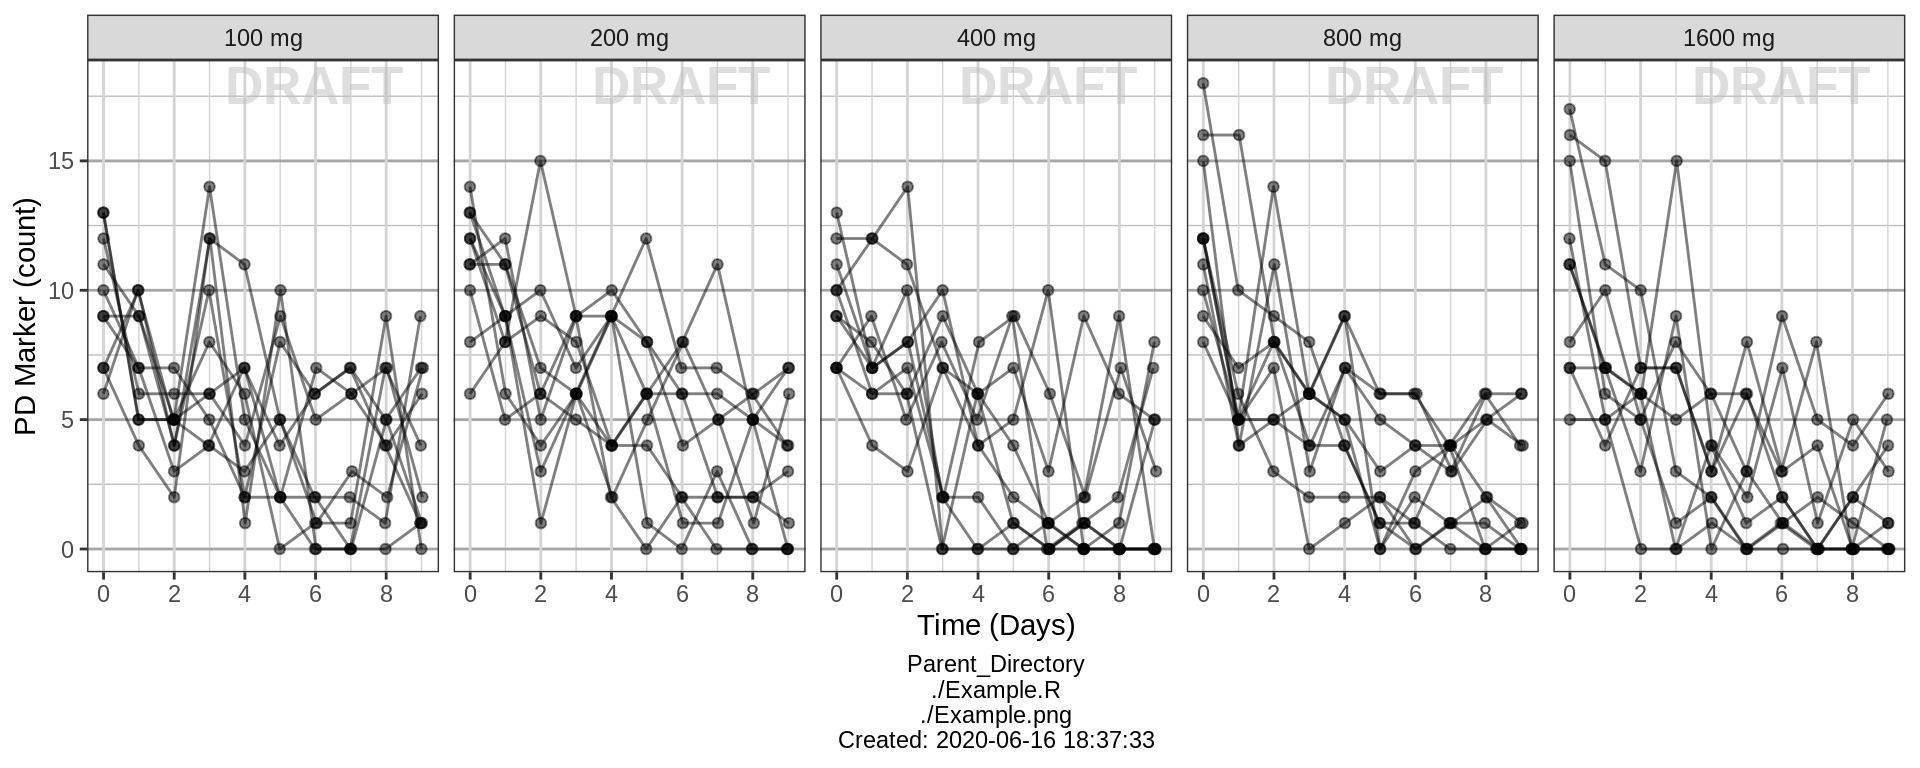 100 mg 200 mg 400 mg 800 mg 1600 mg
DRAFT DRAFT DRAFT DRAFT DRAFT
PD Marker (count)
15
10
5
0
0 2 4 6 8 0 2 4 6 8 0 2 4 6 8 0 2 4 6 8 0 2 4 6 8
Time (Days)
Parent_Directory
./Example.R
./Example.png
Created: 2020-06-16 18:37:33